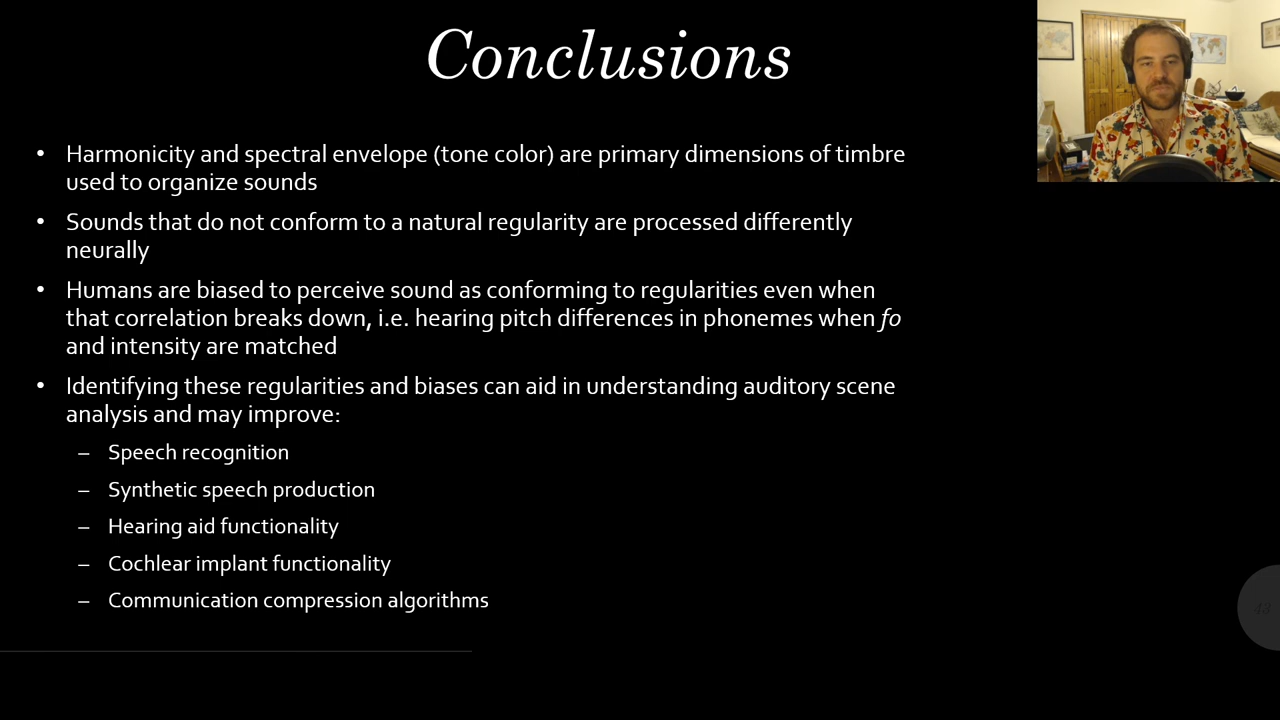 Conclusions
• Harmonicity and spectral envelope (tone color) are primary dimensions of timbre
used to organize sounds
• Sounds that do not conform to a natural regularity are processed differently
neurally
• Humans are biased to perceive sound as conforming to regularities even when
that correlation breaks down, i.e. hearing pitch differences in phonemes when fo
and intensity are matched
• Identifying these regularities and biases can aid in understanding auditory scene
analysis and may improve:
– Speech recognition
– Synthetic speech production
– Hearing aid functionality
– Cochlear implant functionality
– Communication compression algorithms
43